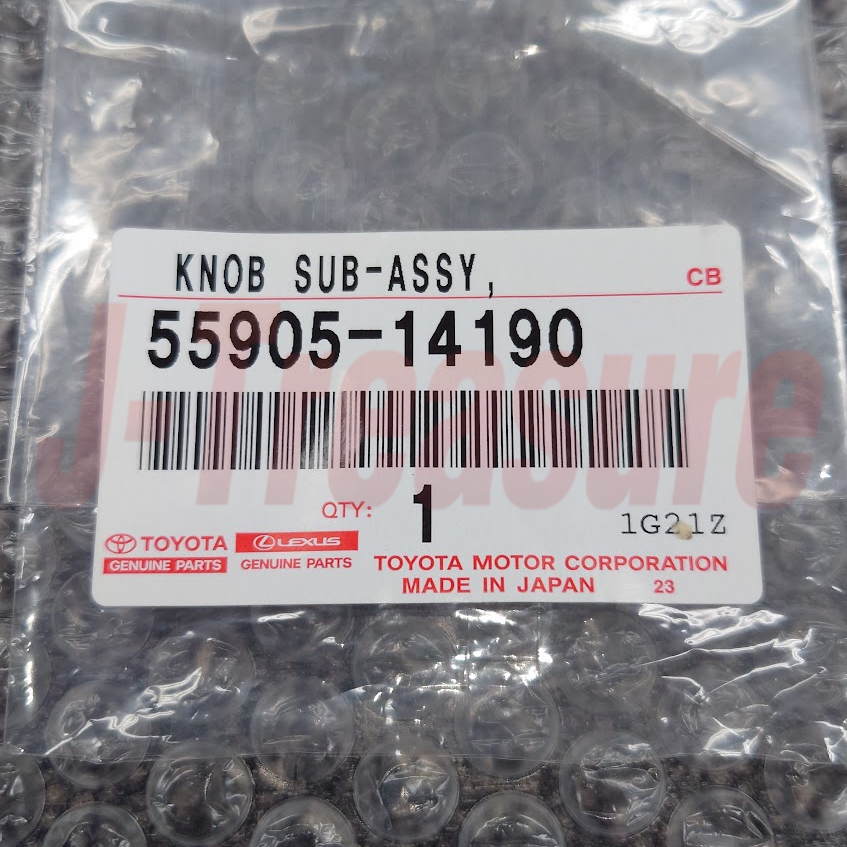 KNOB SUB-ASSY,
CB
55905-14190
J-Treasure
QTY: 1
1G21Z
TOYOTA
GENUINE PARTS
LEXUS
GENUINE PARTS
TOYOTA MOTOR CORPORATION
MADE IN JAPAN 23